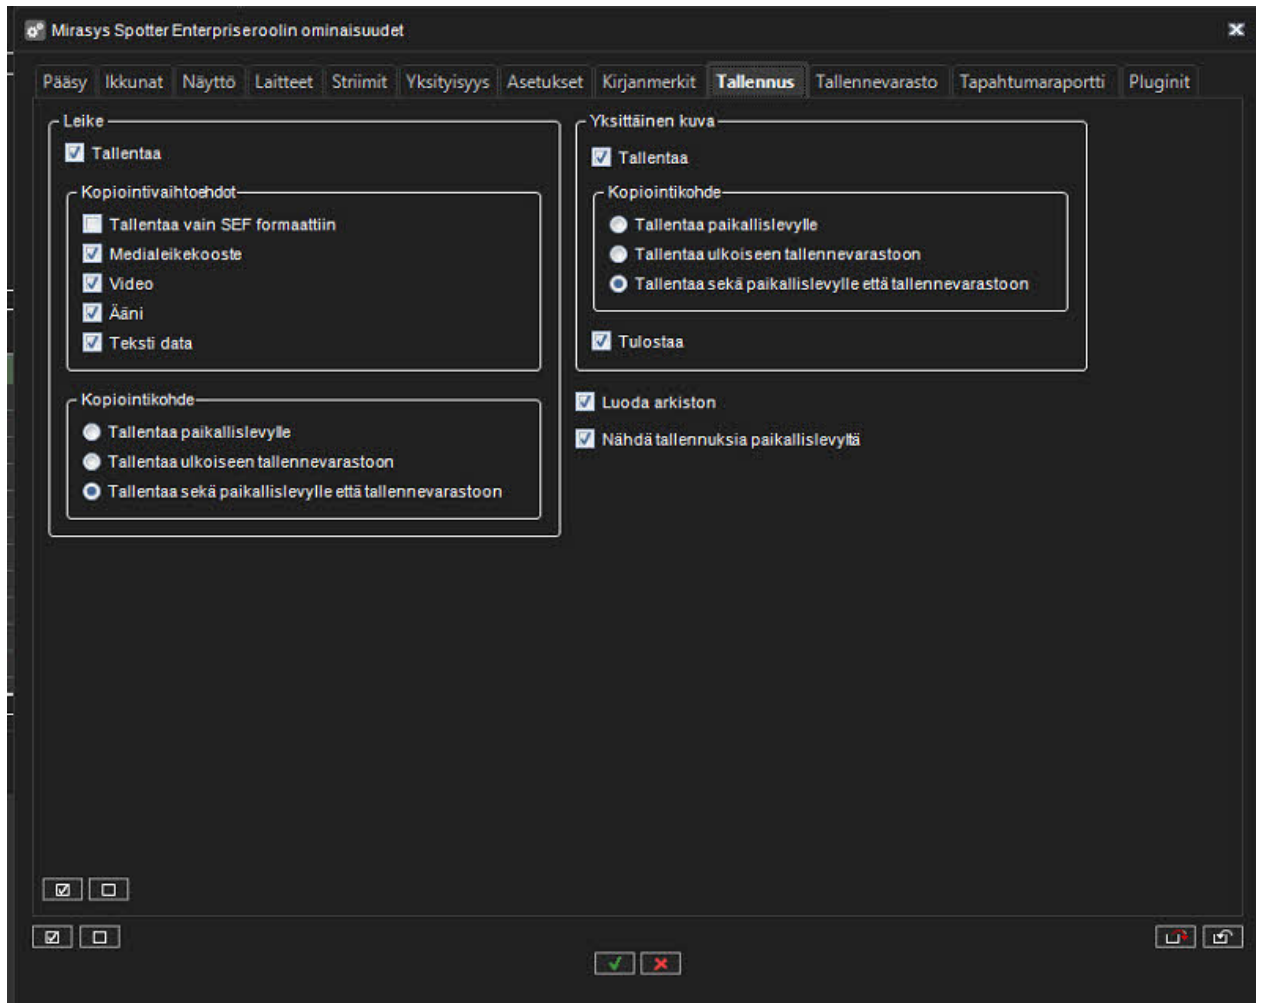 Mirasys Spotter Enterpriseroolin ominaisuudet
Pääsy Ikkunat Näyttö Laitteet Striimit Yksityisyys Asetukset Kirjanmerkit Tallennus Tallennevarasto Tapahtumaraportti Pluginit
Leike
Tallentaa
Kopiointivaihtoehdot
Tallentaa vain SEF formaattiin
Medialeikekooste
Video
Ääni
Teksti data
Kopiointikohde
Tallentaa paikallislevylle
Tallentaa ulkoiseen tallennevarastoon
Tallentaa sekä paikallislevylle että tallennevarastoon
Yksittäinen kuva
Tallentaa
Kopiointikohde
Tallentaa paikallislevylle
Tallentaa ulkoiseen tallennevarastoon
Tallentaa sekä paikallislevylle että tallennevarastoon
Tulostaa
Luoda arkiston
Nähdä tallennuksia paikallislevyltä